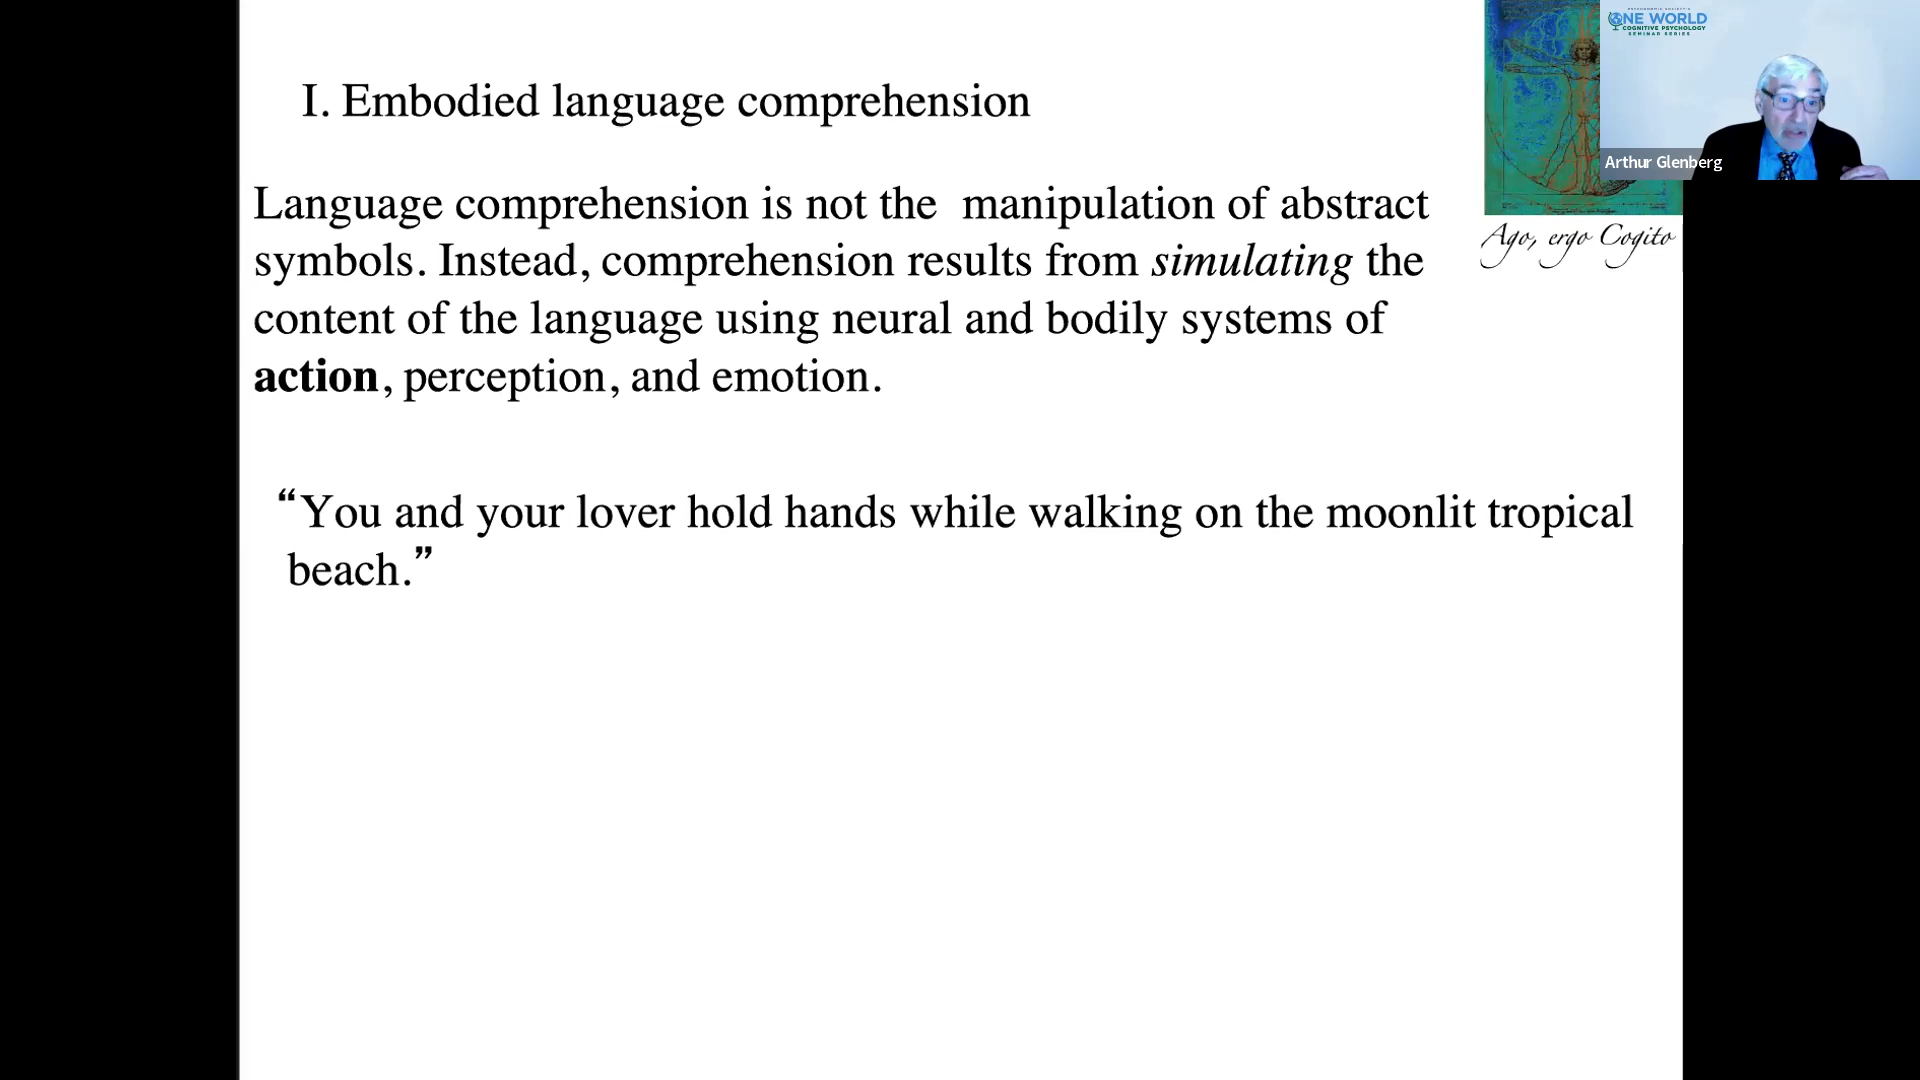 I. Embodied language comprehension
Language comprehension is not the manipulation of abstract
symbols. Instead, comprehension results from simulating the
content of the language using neural and bodily systems of
action, perception, and emotion.
“You and your lover hold hands while walking on the moonlit tropical
beach.”
PSYCHONOMIC SOCIETY'S
ONE WORLD
COGNITIVE PSYCHOLOGY
SEMINAR SERIES
Arthur Glenberg
Ago, ergo Cogito